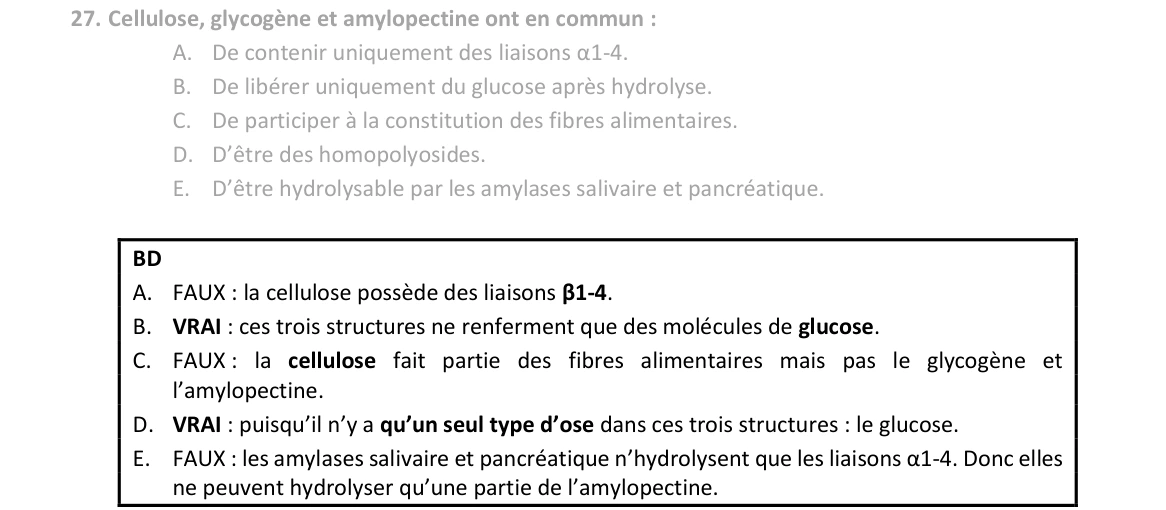 27. Cellulose, glycogène et amylopectine ont en commun :
A. De contenir uniquement des liaisons α1-4.
B. De libérer uniquement du glucose après hydrolyse.
C. De participer à la constitution des fibres alimentaires.
D. D’être des homopolyosides.
E. D’être hydrolysable par les amylases salivaire et pancréatique.
BD
A. FAUX : la cellulose possède des liaisons β1-4.
B. VRAI : ces trois structures ne renferment que des molécules de glucose.
C. FAUX : la cellulose fait partie des fibres alimentaires mais pas le glycogène et
l’amylopectine.
D. VRAI : puisqu’il n’y a qu’un seul type d’ose dans ces trois structures : le glucose.
E. FAUX : les amylases salivaire et pancréatique n’hydrolysent que les liaisons α1-4. Donc elles
ne peuvent hydrolyser qu’une partie de l’amylopectine.